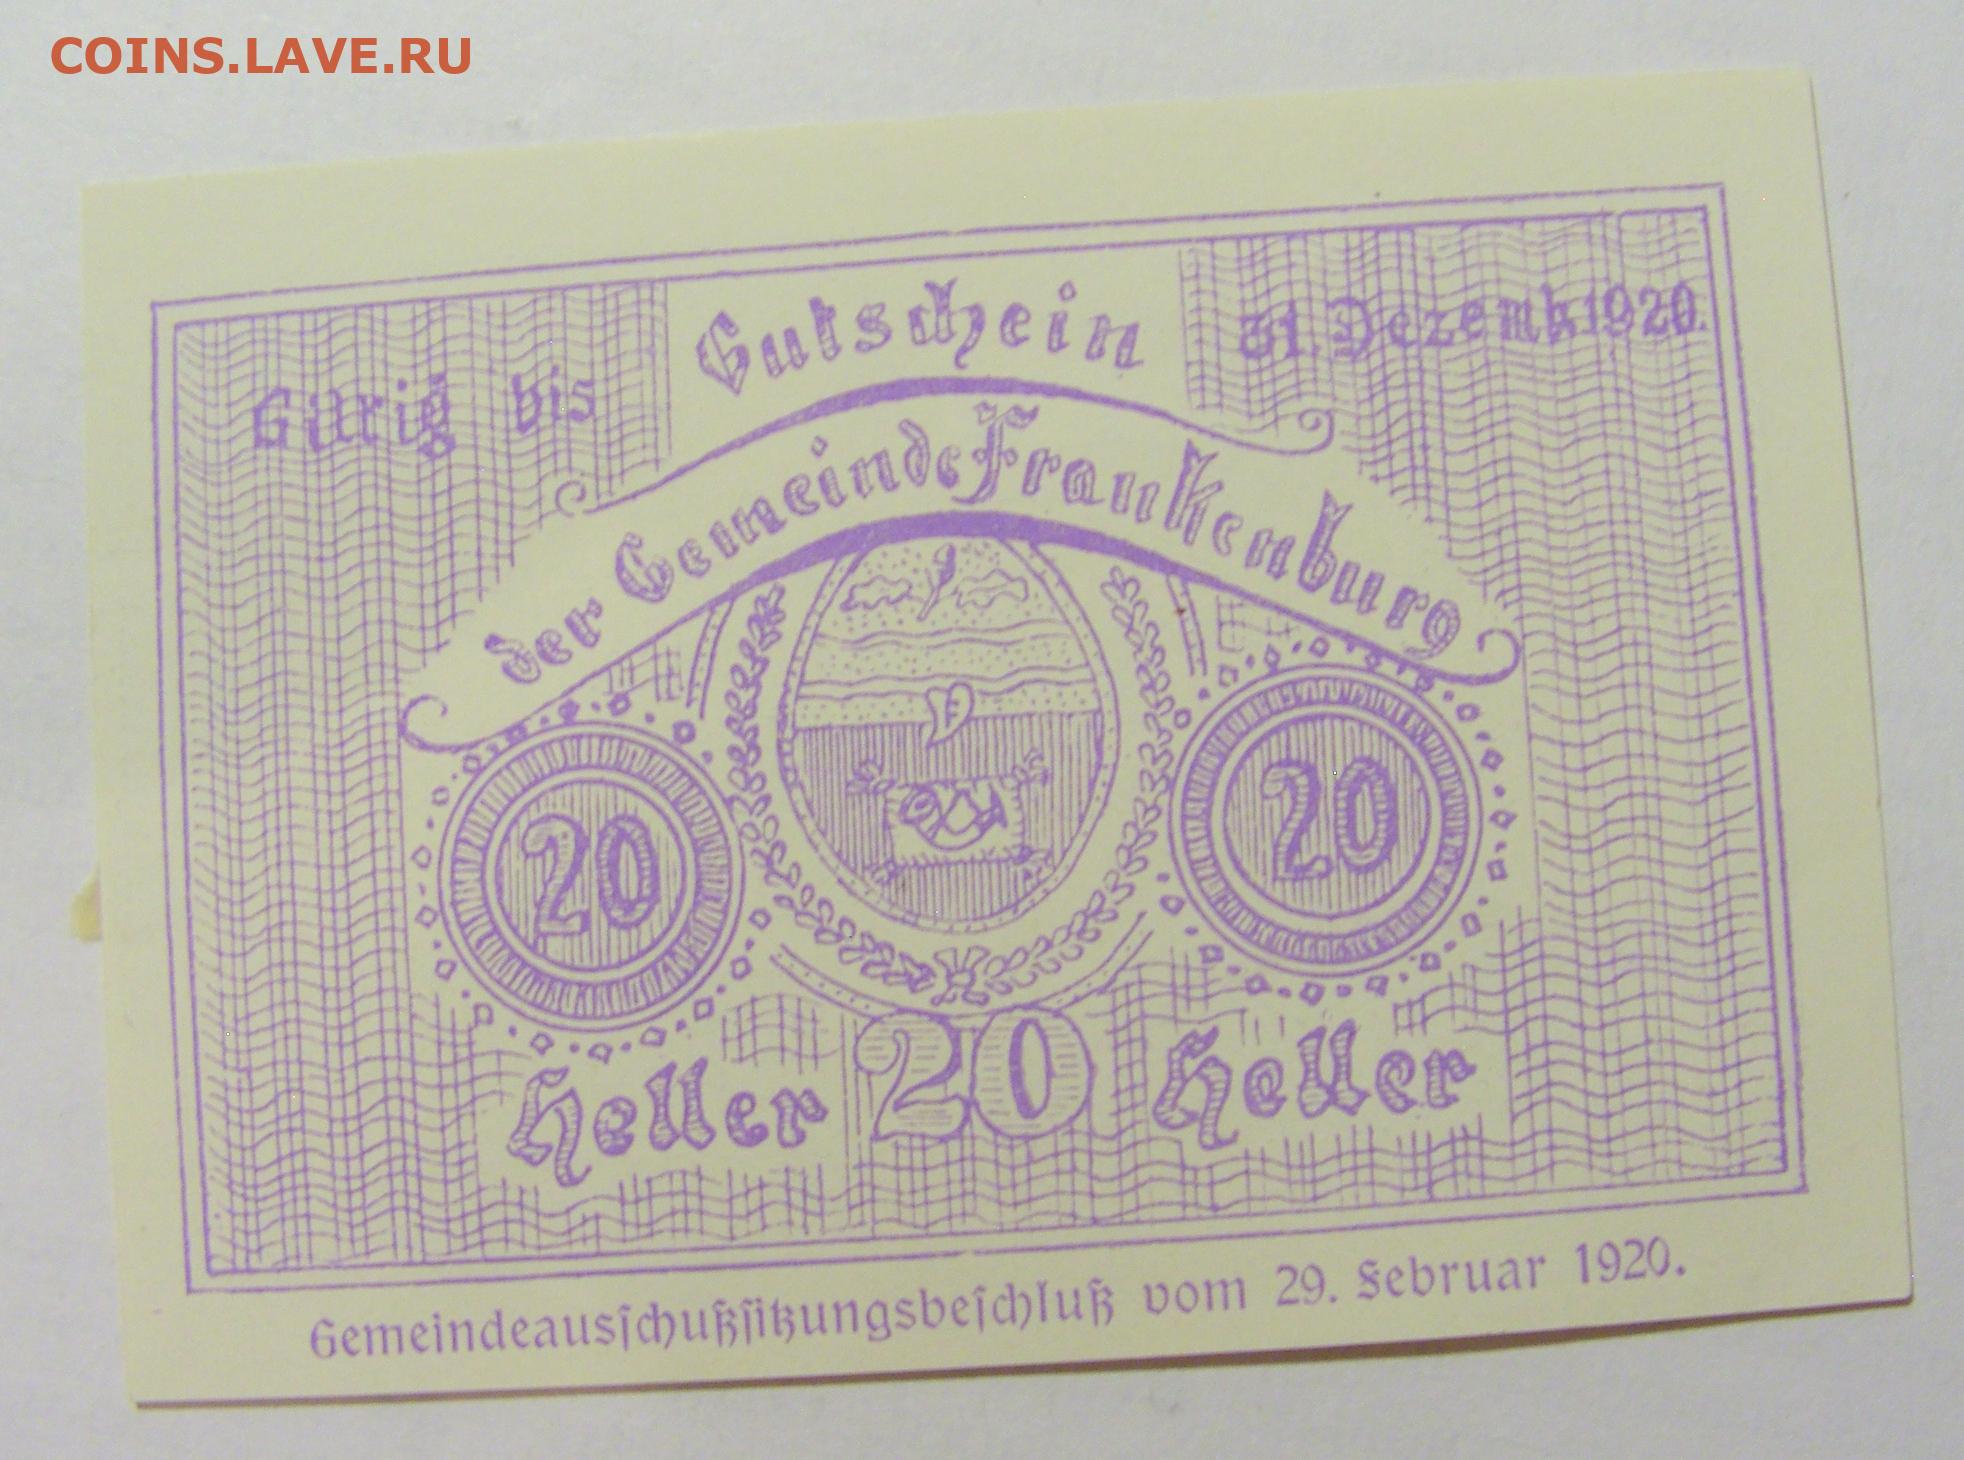 COINS.LAVE.RU
Gutschein
Giltig bis 31. Dezemb. 1920.
der Gemeinde Frankenburg
F
20 20
Heller 20 Heller
Gemeindeausſchußſitzungsbeſchluß vom 29. Februar 1920.